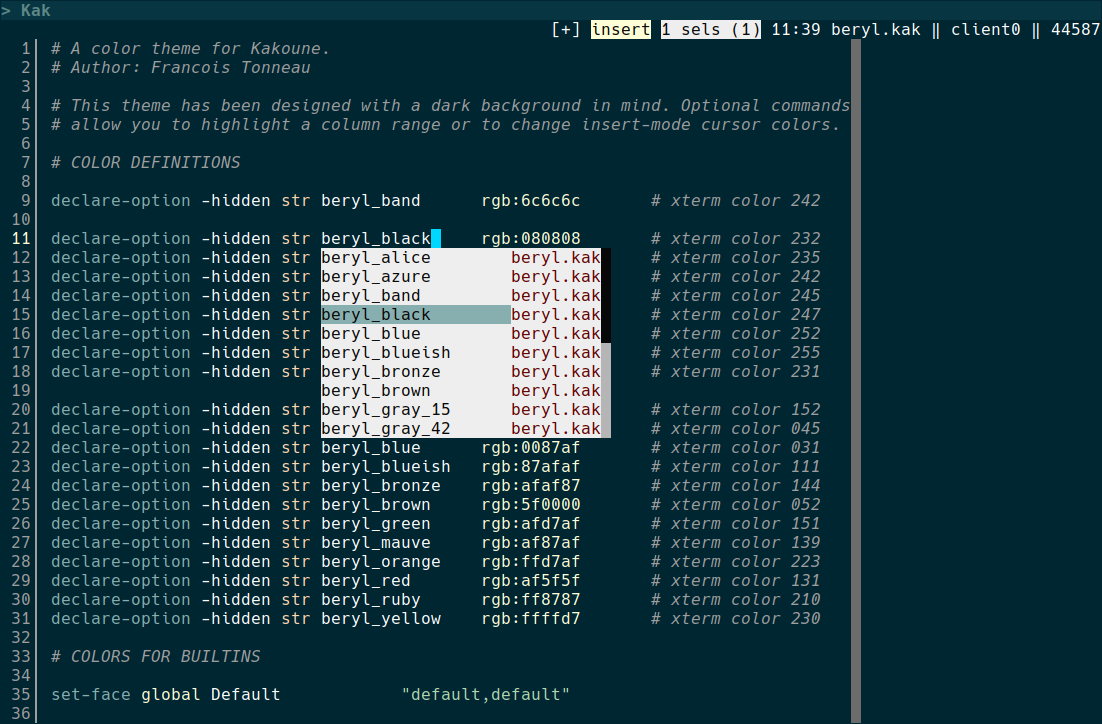 > Kak
[+] insert 1 sels (1) 11:39 beryl.kak ‖ client0 ‖ 44587
1 # A color theme for Kakoune.
2 # Author: Francois Tonneau
3
4 # This theme has been designed with a dark background in mind. Optional commands
5 # allow you to highlight a column range or to change insert-mode cursor colors.
6
7 # COLOR DEFINITIONS
8
9 declare-option -hidden str beryl_band rgb:6c6c6c # xterm color 242
10
11 declare-option -hidden str beryl_black rgb:080808 # xterm color 232
12 declare-option -hidden str beryl_alice beryl.kak # xterm color 235
13 declare-option -hidden str beryl_azure beryl.kak # xterm color 242
14 declare-option -hidden str beryl_band beryl.kak # xterm color 245
15 declare-option -hidden str beryl_black beryl.kak # xterm color 247
16 declare-option -hidden str beryl_blue beryl.kak # xterm color 252
17 declare-option -hidden str beryl_blueish beryl.kak # xterm color 255
18 declare-option -hidden str beryl_bronze beryl.kak # xterm color 231
19 beryl_brown beryl.kak
20 declare-option -hidden str beryl_gray_15 beryl.kak # xterm color 152
21 declare-option -hidden str beryl_gray_42 beryl.kak # xterm color 045
22 declare-option -hidden str beryl_blue rgb:0087af # xterm color 031
23 declare-option -hidden str beryl_blueish rgb:87afaf # xterm color 111
24 declare-option -hidden str beryl_bronze rgb:afaf87 # xterm color 144
25 declare-option -hidden str beryl_brown rgb:5f0000 # xterm color 052
26 declare-option -hidden str beryl_green rgb:afd7af # xterm color 151
27 declare-option -hidden str beryl_mauve rgb:af87af # xterm color 139
28 declare-option -hidden str beryl_orange rgb:ffd7af # xterm color 223
29 declare-option -hidden str beryl_red rgb:af5f5f # xterm color 131
30 declare-option -hidden str beryl_ruby rgb:ff8787 # xterm color 210
31 declare-option -hidden str beryl_yellow rgb:ffffd7 # xterm color 230
32
33 # COLORS FOR BUILTINS
34
35 set-face global Default "default,default"
36